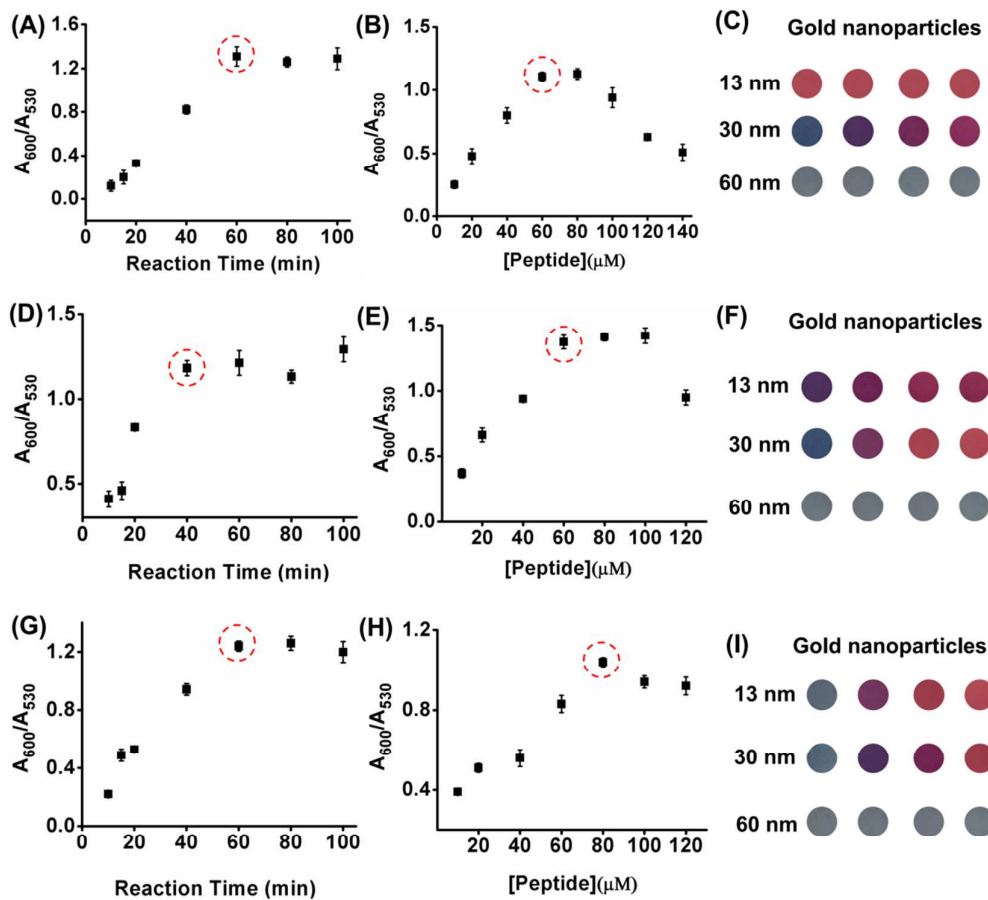 (A)
1.6
1.2
0.8
0.4
0.0
A600/A530
0 20 40 60 80 100
Reaction Time (min)
(B)
1.5
1.0
0.5
0.0
A600/A530
0 20 40 60 80 100 120 140
[Peptide](μM)
(C)
Gold nanoparticles
13 nm
30 nm
60 nm
(D)
1.5
1.0
0.5
A600/A530
0 20 40 60 80 100
Reaction Time (min)
(E)
1.5
1.0
0.5
0.0
A600/A530
20 40 60 80 100 120
[Peptide](μM)
(F)
Gold nanoparticles
13 nm
30 nm
60 nm
(G)
1.2
0.8
0.4
0.0
A600/A530
0 20 40 60 80 100
Reaction Time (min)
(H)
1.2
0.8
0.4
A600/A530
20 40 60 80 100 120
[Peptide](μM)
(I)
Gold nanoparticles
13 nm
30 nm
60 nm